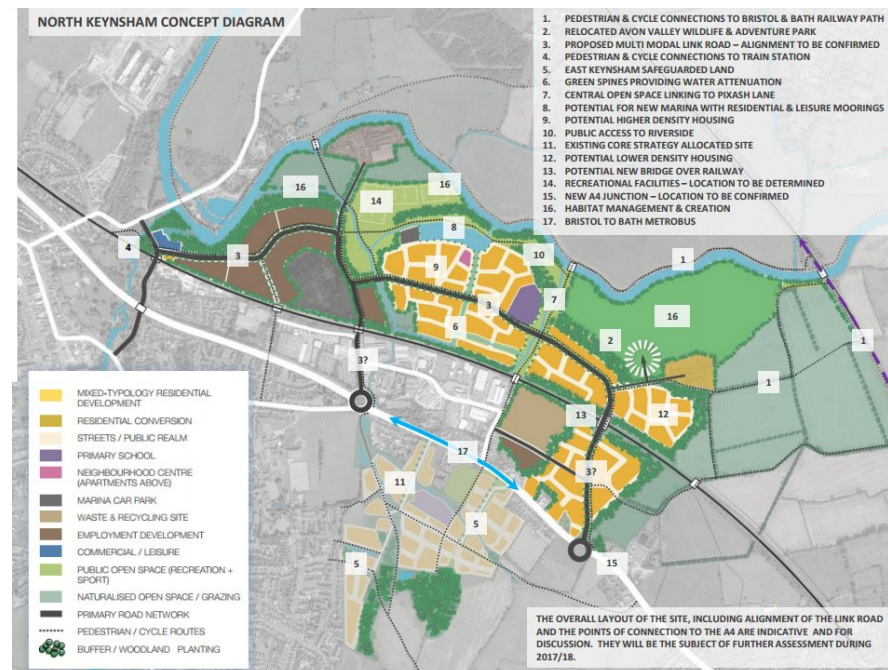 NORTH KEYNSHAM CONCEPT DIAGRAM
1. PEDESTRIAN & CYCLE CONNECTIONS TO BRISTOL & BATH RAILWAY PATH
2. RELOCATED AVON VALLEY WILDLIFE & ADVENTURE PARK
3. PROPOSED MULTI MODAL LINK ROAD – ALIGNMENT TO BE CONFIRMED
4. PEDESTRIAN & CYCLE CONNECTIONS TO TRAIN STATION
5. EAST KEYNSHAM SAFEGUARDED LAND
6. GREEN SPINES PROVIDING WATER ATTENUATION
7. CENTRAL OPEN SPACE LINKING TO PIXASH LANE
8. POTENTIAL FOR NEW MARINA WITH RESIDENTIAL & LEISURE MOORINGS
9. POTENTIAL HIGHER DENSITY HOUSING
10. PUBLIC ACCESS TO RIVERSIDE
11. EXISTING CORE STRATEGY ALLOCATED SITE
12. POTENTIAL LOWER DENSITY HOUSING
13. POTENTIAL NEW BRIDGE OVER RAILWAY
14. RECREATIONAL FACILITIES – LOCATION TO BE DETERMINED
15. NEW A4 JUNCTION – LOCATION TO BE CONFIRMED
16. HABITAT MANAGEMENT & CREATION
17. BRISTOL TO BATH METROBUS
16
16
14
8
4
3
10
1
9
3
7
16
6
2
1
3?
1
12
13
17
3?
11
5
5
15
MIXED-TYPOLOGY RESIDENTIAL
DEVELOPMENT
RESIDENTIAL CONVERSION
STREETS / PUBLIC REALM
PRIMARY SCHOOL
NEIGHBOURHOOD CENTRE
(APARTMENTS ABOVE)
MARINA CAR PARK
WASTE & RECYCLING SITE
EMPLOYMENT DEVELOPMENT
COMMERCIAL / LEISURE
PUBLIC OPEN SPACE (RECREATION +
SPORT)
NATURALISED OPEN SPACE / GRAZING
PRIMARY ROAD NETWORK
PEDESTRIAN / CYCLE ROUTES
BUFFER / WOODLAND PLANTING
THE OVERALL LAYOUT OF THE SITE, INCLUDING ALIGNMENT OF THE LINK ROAD
AND THE POINTS OF CONNECTION TO THE A4 ARE INDICATIVE AND FOR
DISCUSSION. THEY WILL BE THE SUBJECT OF FURTHER ASSESSMENT DURING
2017/18.